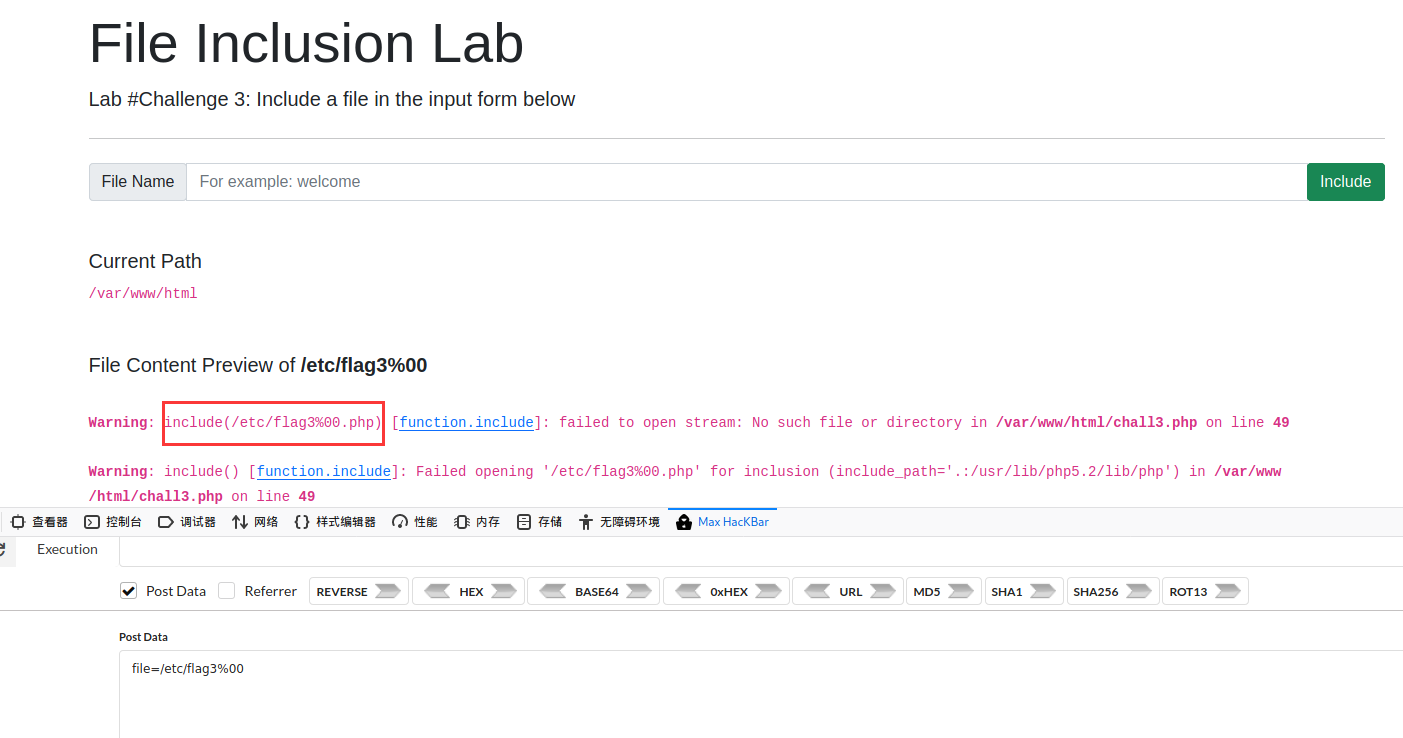 File Inclusion Lab
Lab #Challenge 3: Include a file in the input form below
File Name For example: welcome Include
Current Path
/var/www/html
File Content Preview of /etc/flag3%00
Warning: include(/etc/flag3%00.php) [function.include]: failed to open stream: No such file or directory in /var/www/html/chall3.php on line 49
Warning: include() [function.include]: Failed opening '/etc/flag3%00.php' for inclusion (include_path='.:/usr/lib/php5.2/lib/php') in /var/www
/html/chall3.php on line 49
查看器 控制台 调试器 网络 样式编辑器 性能 内存 存储 无障碍环境 Max HacKBar
Execution
Post Data Referrer REVERSE HEX BASE64 0xHEX URL MD5 SHA1 SHA256 ROT13
Post Data
file=/etc/flag3%00